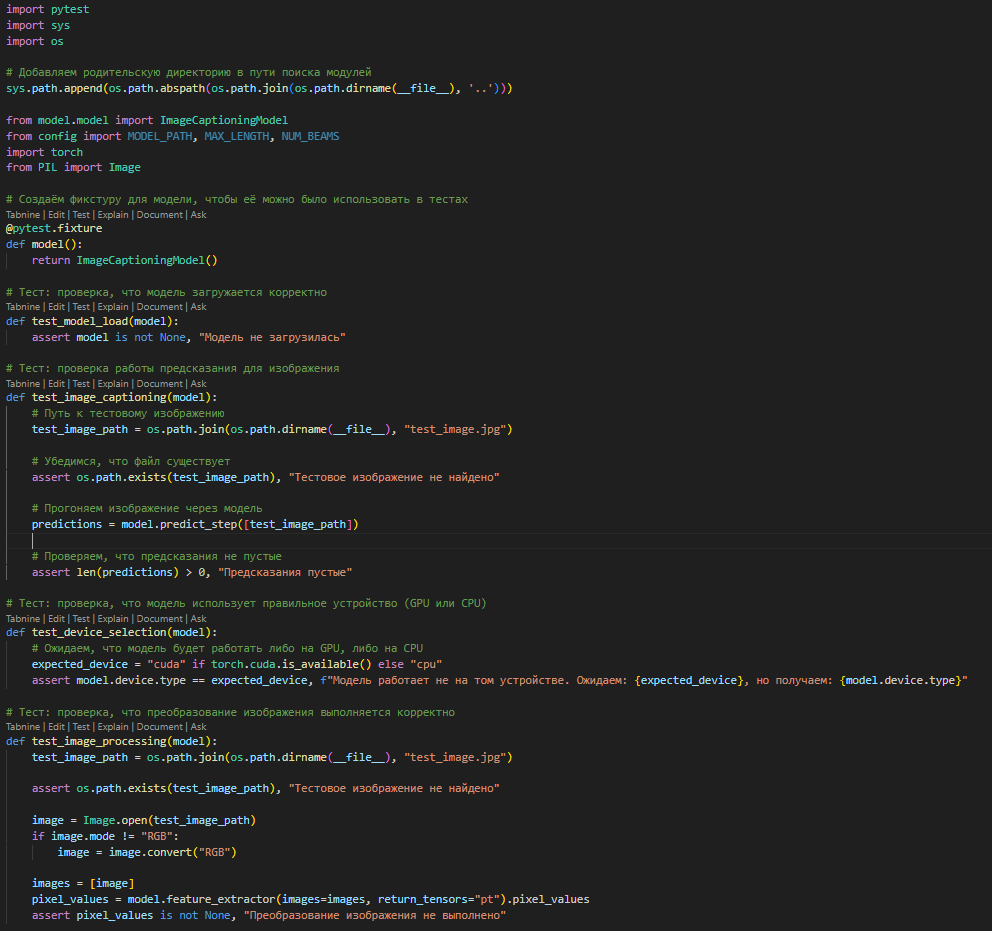 import pytest
import sys
import os
# Добавляем родительскую директорию в пути поиска модулей
sys.path.append(os.path.abspath(os.path.join(os.path.dirname(__file__), '..')))
from model.model import ImageCaptioningModel
from config import MODEL_PATH, MAX_LENGTH, NUM_BEAMS
import torch
from PIL import Image
# Создаём фикстуру для модели, чтобы её можно было использовать в тестах
Tabnine | Edit | Test | Explain | Document | Ask
@pytest.fixture
def model():
    return ImageCaptioningModel()
# Тест: проверка, что модель загружается корректно
Tabnine | Edit | Test | Explain | Document | Ask
def test_model_load(model):
    assert model is not None, "Модель не загрузилась"
# Тест: проверка работы предсказания для изображения
Tabnine | Edit | Test | Explain | Document | Ask
def test_image_captioning(model):
    # Путь к тестовому изображению
    test_image_path = os.path.join(os.path.dirname(__file__), "test_image.jpg")
    # Убедимся, что файл существует
    assert os.path.exists(test_image_path), "Тестовое изображение не найдено"
    # Прогоняем изображение через модель
    predictions = model.predict_step([test_image_path])
    # Проверяем, что предсказания не пустые
    assert len(predictions) > 0, "Предсказания пустые"
# Тест: проверка, что модель использует правильное устройство (GPU или CPU)
Tabnine | Edit | Test | Explain | Document | Ask
def test_device_selection(model):
    # Ожидаем, что модель будет работать либо на GPU, либо на CPU
    expected_device = "cuda" if torch.cuda.is_available() else "cpu"
    assert model.device.type == expected_device, f"Модель работает не на том устройстве. Ожидаем: {expected_device}, но получаем: {model.device.type}"
# Тест: проверка, что преобразование изображения выполняется корректно
Tabnine | Edit | Test | Explain | Document | Ask
def test_image_processing(model):
    test_image_path = os.path.join(os.path.dirname(__file__), "test_image.jpg")
    assert os.path.exists(test_image_path), "Тестовое изображение не найдено"
    image = Image.open(test_image_path)
    if image.mode != "RGB":
        image = image.convert("RGB")
    images = [image]
    pixel_values = model.feature_extractor(images=images, return_tensors="pt").pixel_values
    assert pixel_values is not None, "Преобразование изображения не выполнено"